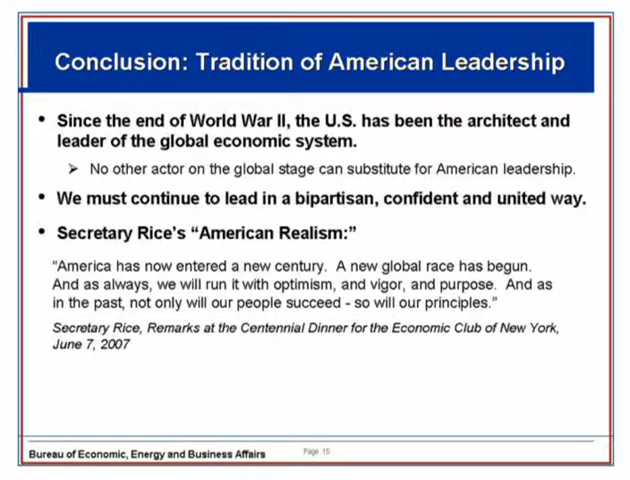 Conclusion: Tradition of American Leadership
• Since the end of World War II, the U.S. has been the architect and
leader of the global economic system.
➢ No other actor on the global stage can substitute for American leadership.
• We must continue to lead in a bipartisan, confident and united way.
• Secretary Rice's "American Realism:"
"America has now entered a new century. A new global race has begun.
And as always, we will run it with optimism, and vigor, and purpose. And as
in the past, not only will our people succeed - so will our principles."
Secretary Rice, Remarks at the Centennial Dinner for the Economic Club of New York,
June 7, 2007
Bureau of Economic, Energy and Business Affairs
Page 15